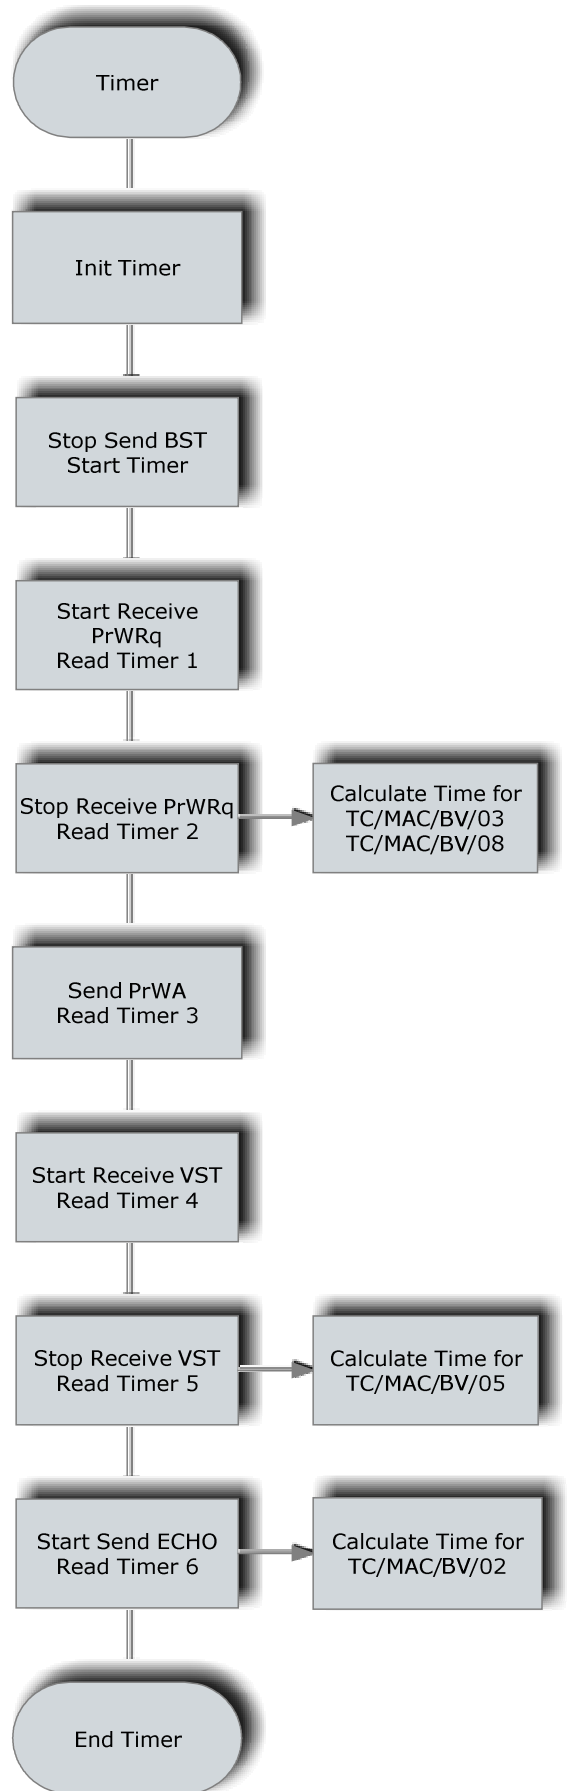 Timer
Init Timer
Stop Send BST
Start Timer
Start Receive
PrWRq
Read Timer 1
Stop Receive PrWRq
Read Timer 2
Calculate Time for
TC/MAC/BV/03
TC/MAC/BV/08
Send PrWA
Read Timer 3
Start Receive VST
Read Timer 4
Stop Receive VST
Read Timer 5
Calculate Time for
TC/MAC/BV/05
Start Send ECHO
Read Timer 6
Calculate Time for
TC/MAC/BV/02
End Timer